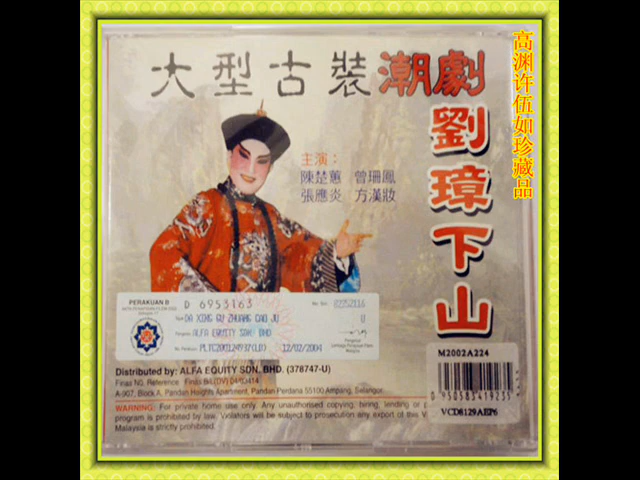 大型古裝潮劇
劉璋下山
高渊许伍如珍藏品
主演：
陳楚蕙 曾珊鳳
張應炎 方漢妝
PERAKUAN B
D 6953163
02252116
DA XING GU ZHUANG CAO JU
U
ALFA EQUITY SDN. BHD
12/02/2004
Distributed by: ALFA EQUITY SDN. BHD. (378747-U)
A-907, Block A, Pandan Heights Apartment, Pandan Perdana 55100 Ampang, Selangor.
WARNING: For private home use only. Any unauthorised copying, hiring, lending or p
program is prohibited by law. Violators will be subject to prosecution any export of this V
Malaysia is strictly prohibited.
M2002A224
9505834192
VCD8129AEP6